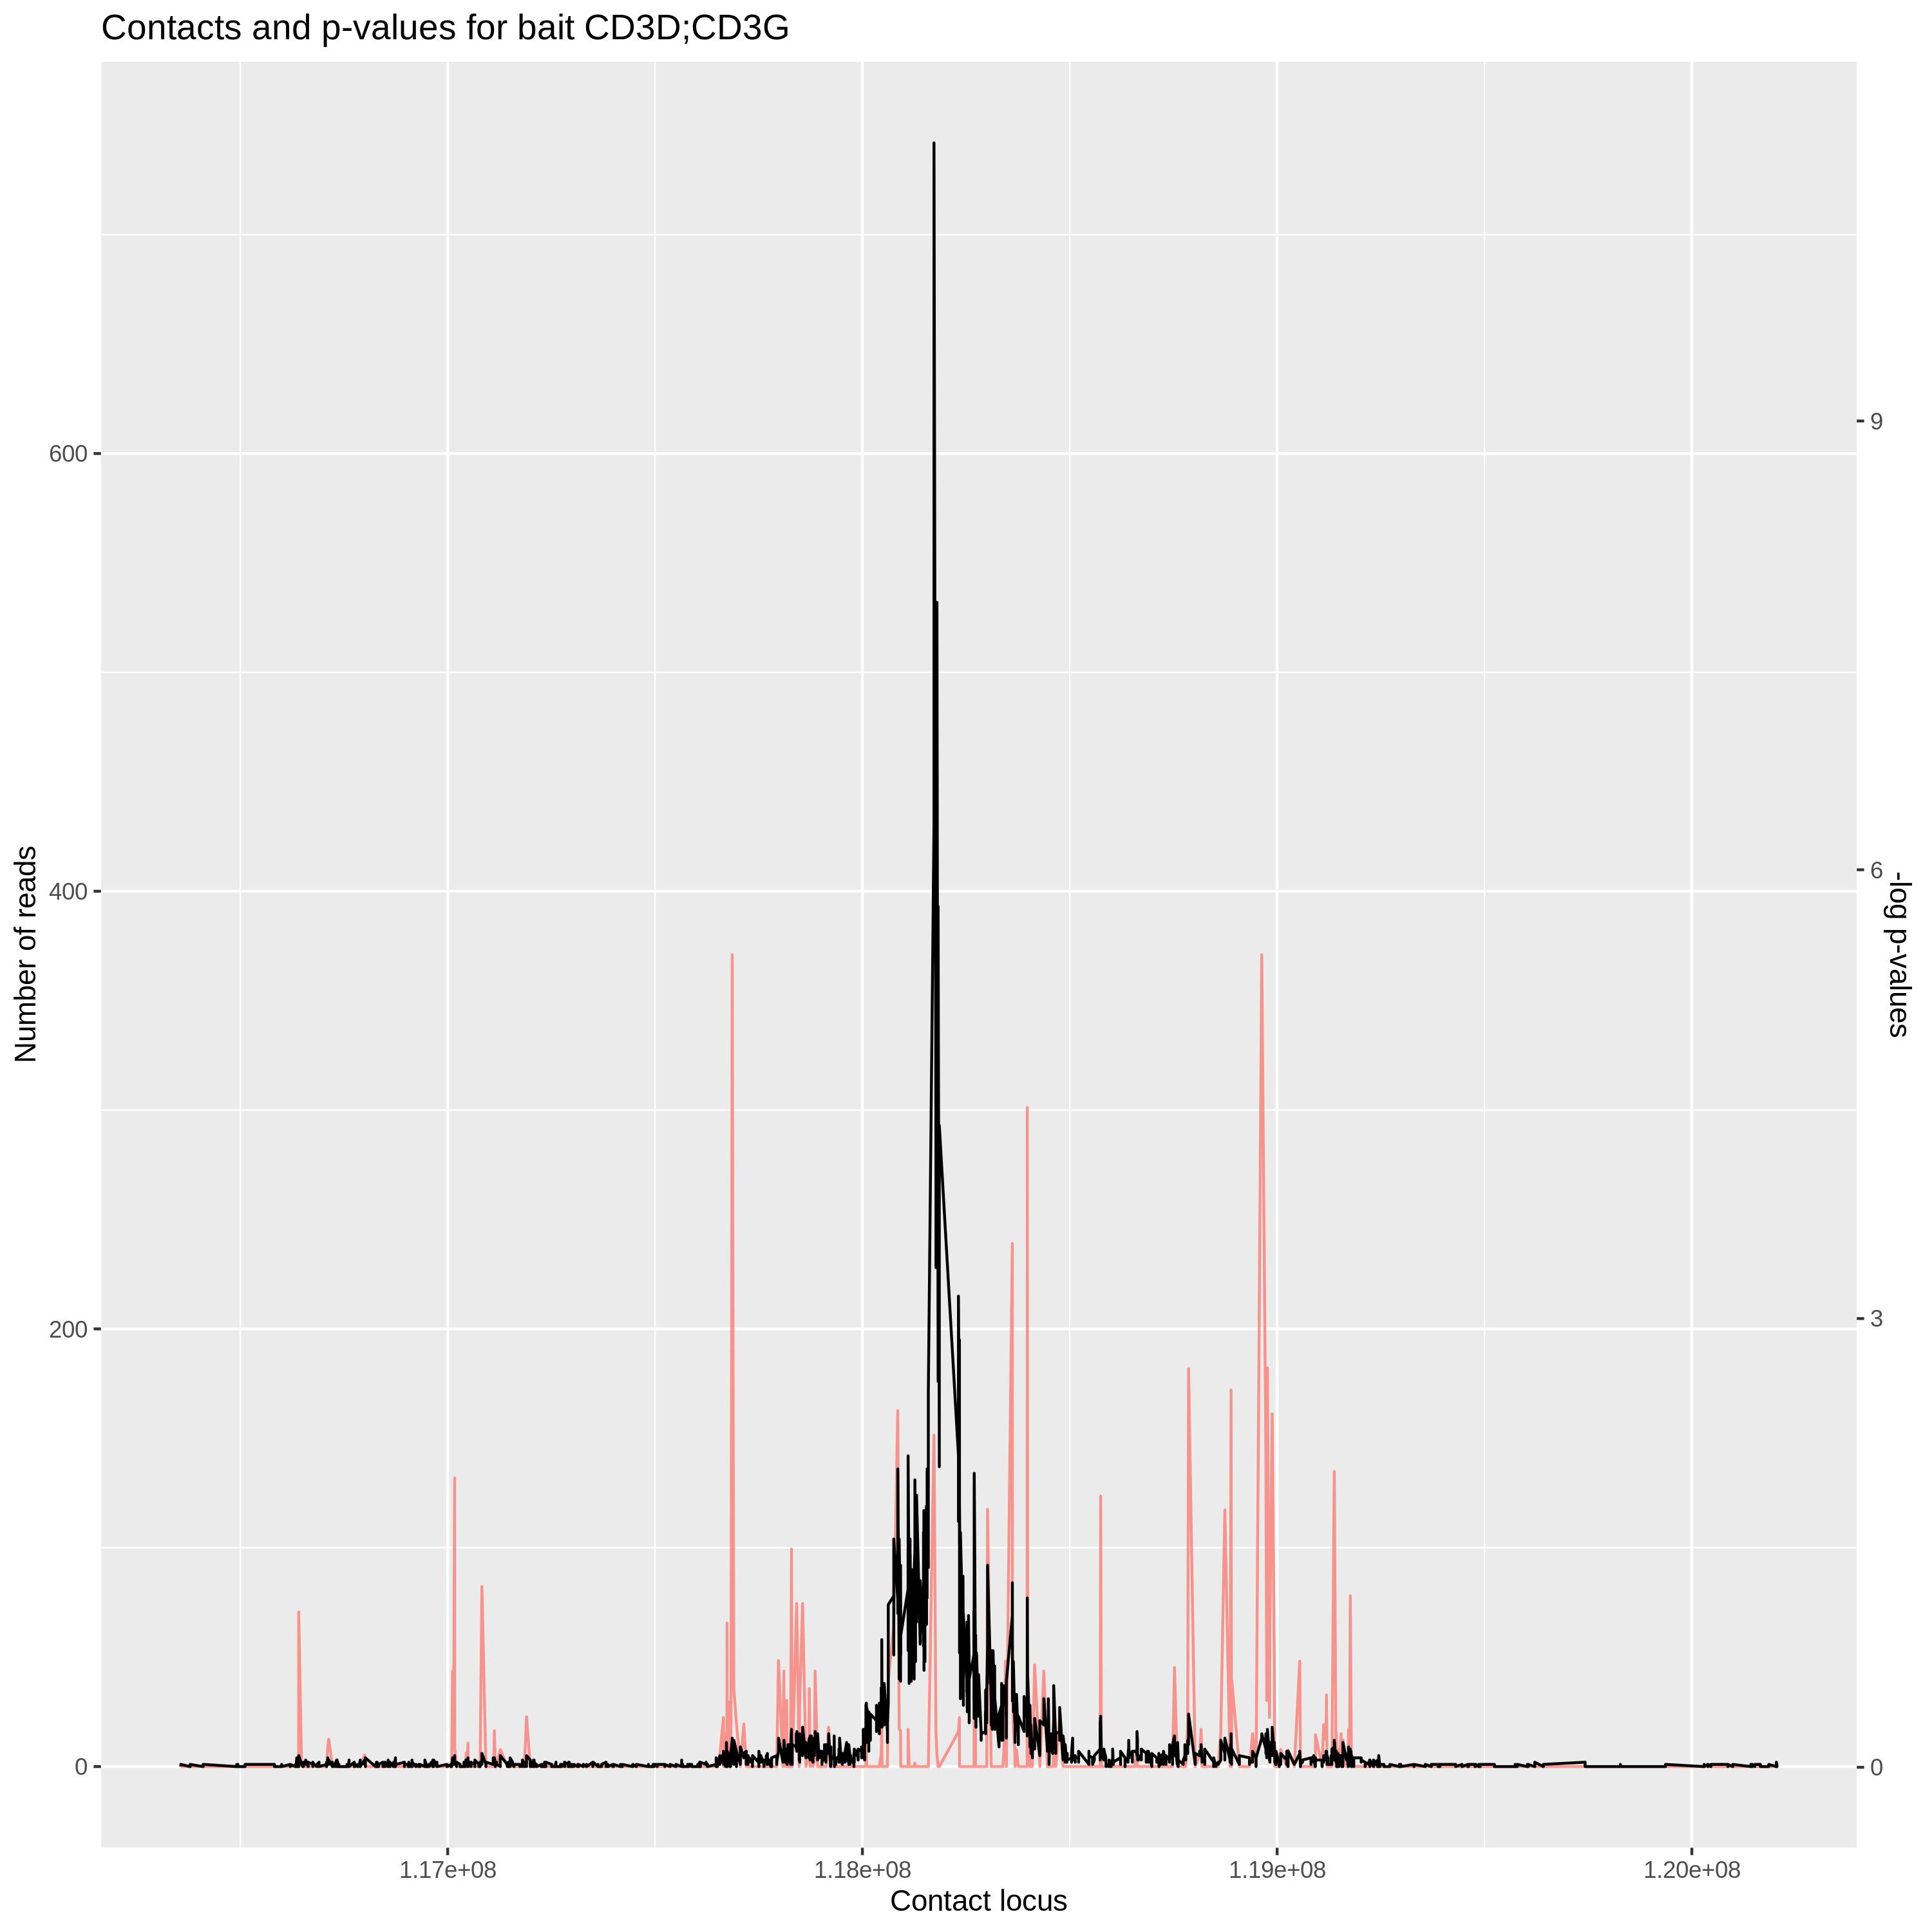 Contacts and p-values for bait CD3D;CD3G
Number of reads
600
400
200
0
9
6
3
0
-log p-values
1.17e+08
1.18e+08
1.19e+08
1.20e+08
Contact locus